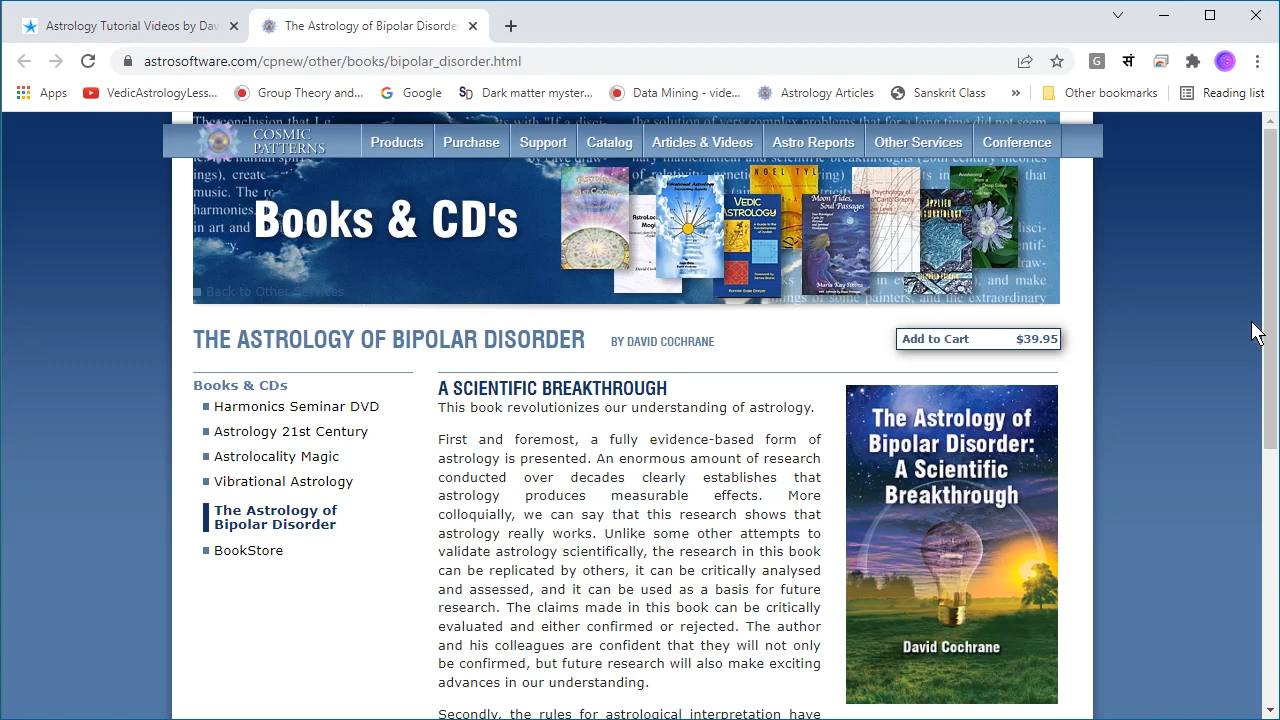 Astrology Tutorial Videos by Dav
The Astrology of Bipolar Disorde
astrosoftware.com/cpnew/other/books/Bipolar_disorder.html
Apps
VedicAstrologyLess...
Group Theory and...
Google
Dark matter myster...
Data Mining - v...
Astrology Articles
Sanskrit Class
»
Other bookmarks
Reading list
COSMIC
PATTERNS
Products
Purchase
Support
Catalog
Articles & Videos
Astro Reports
Other Services
Conference
Books & CD's
NOEL TYL
VEDIC
ASTROLOGY
Moon Tides,
Soul Passages
Maria Kay Simms
Back to Other Services
THE ASTROLOGY OF BIPOLAR DISORDER
BY DAVID COCHRANE
Add to Cart $39.95
Books & CDs
Harmonics Seminar DVD
Astrology 21st Century
Astrolocality Magic
Vibrational Astrology
The Astrology of
Bipolar Disorder
BookStore
A SCIENTIFIC BREAKTHROUGH
This book revolutionizes our understanding of astrology.
First and foremost, a fully evidence-based form of
astrology is presented. An enormous amount of research
conducted over decades clearly establishes that
astrology produces measurable effects. More
colloquially, we can say that this research shows that
astrology really works. Unlike some other attempts to
validate astrology scientifically, the research in this book
can be replicated by others, it can be critically analysed
and assessed, and it can be used as a basis for future
research. The claims made in this book can be critically
evaluated and either confirmed or rejected. The author
and his colleagues are confident that they will not only
be confirmed, but future research will also make exciting
advances in our understanding.
Secondly, the rules for astrological interpretation have
The Astrology of
Bipolar Disorder:
A Scientific
Breakthrough
David Cochrane